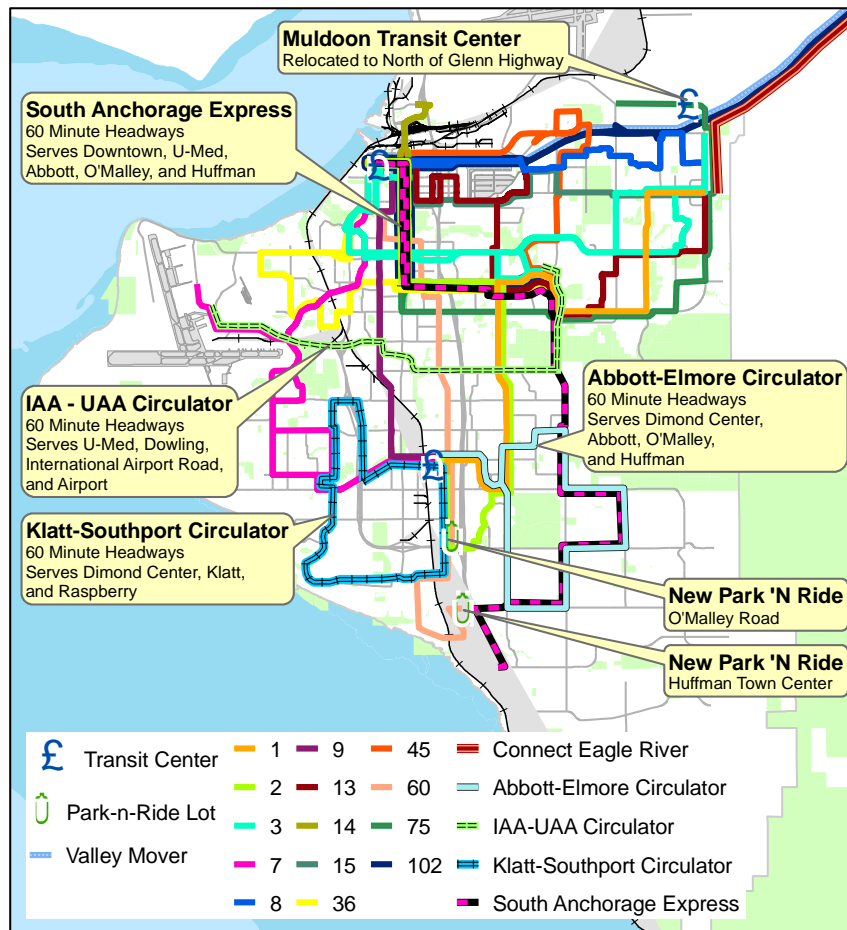 Muldoon Transit Center
Relocated to North of Glenn Highway
South Anchorage Express
60 Minute Headways
Serves Downtown, U-Med,
Abbott, O'Malley, and Huffman
IAA - UAA Circulator
60 Minute Headways
Serves U-Med, Dowling,
International Airport Road,
and Airport
Abbott-Elmore Circulator
60 Minute Headways
Serves Dimond Center,
Abbott, O'Malley,
and Huffman
Klatt-Southport Circulator
60 Minute Headways
Serves Dimond Center, Klatt,
and Raspberry
New Park 'N Ride
O'Malley Road
New Park 'N Ride
Huffman Town Center
£ Transit Center
Park-n-Ride Lot
Valley Mover
1
2
3
7
8
9
13
14
15
36
45
60
75
102
Connect Eagle River
Abbott-Elmore Circulator
IAA-UAA Circulator
Klatt-Southport Circulator
South Anchorage Express